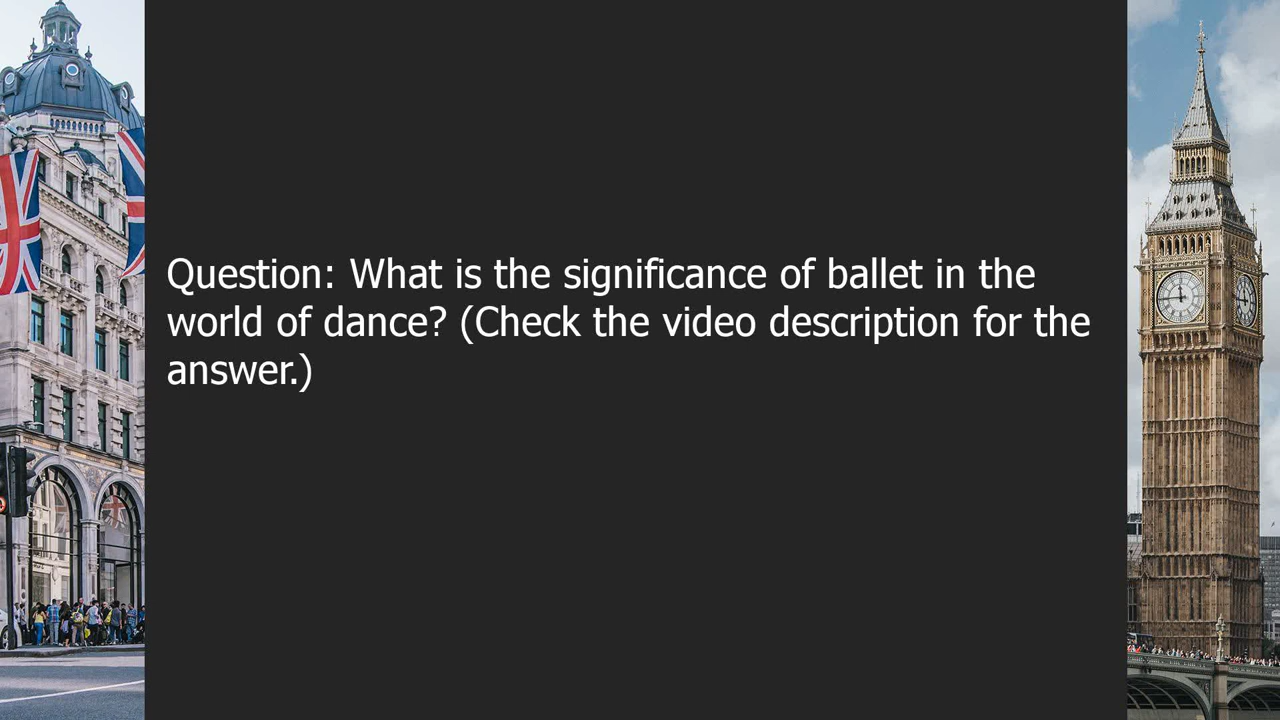 Question: What is the significance of ballet in the
world of dance? (Check the video description for the
answer.)